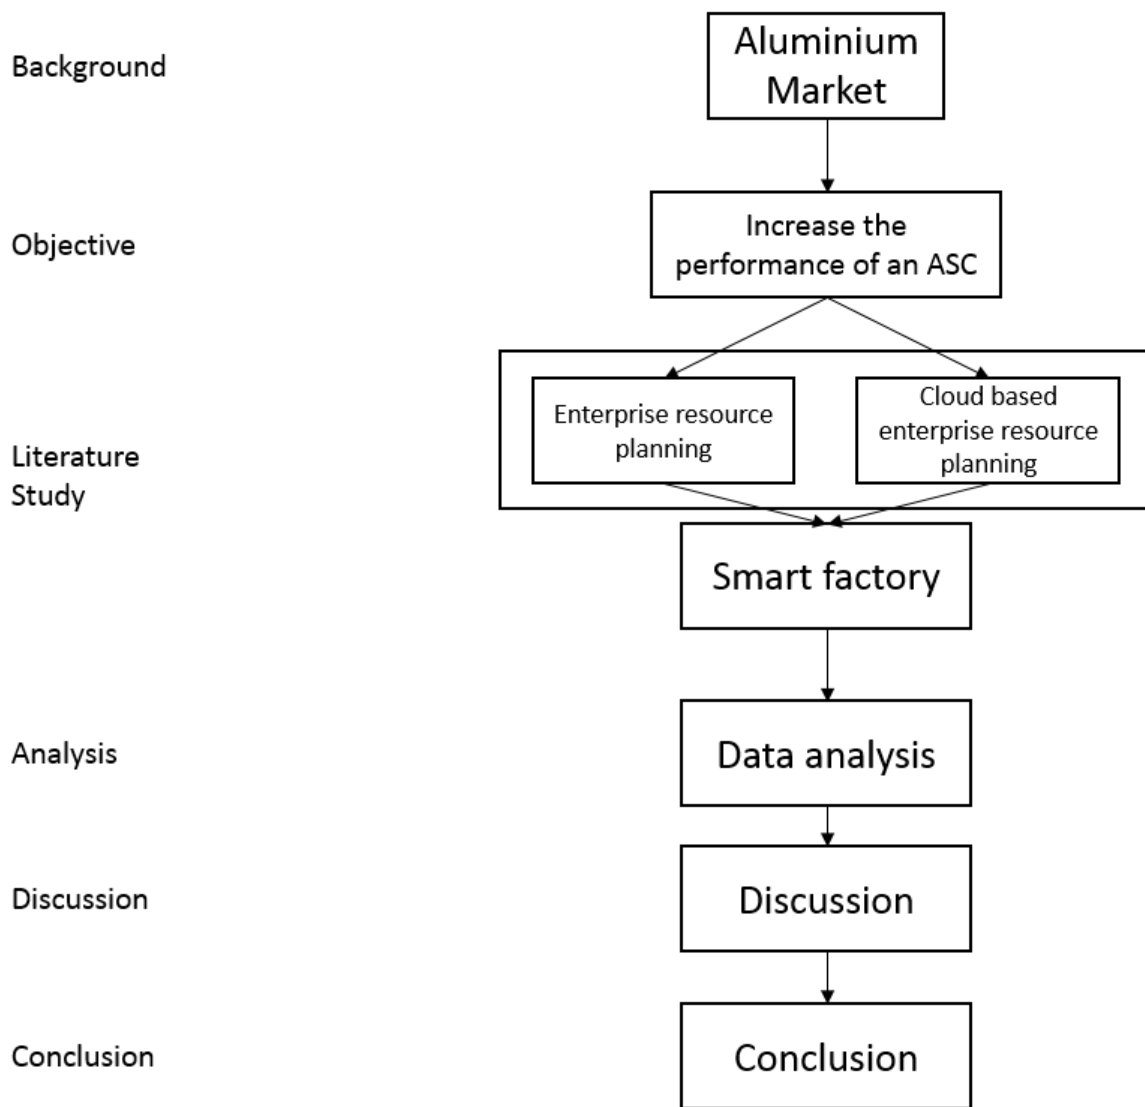 Background
Aluminium
Market
Objective
Increase the
performance of an ASC
Literature
Study
Enterprise resource
planning
Cloud based
enterprise resource
planning
Smart factory
Analysis
Data analysis
Discussion
Discussion
Conclusion
Conclusion